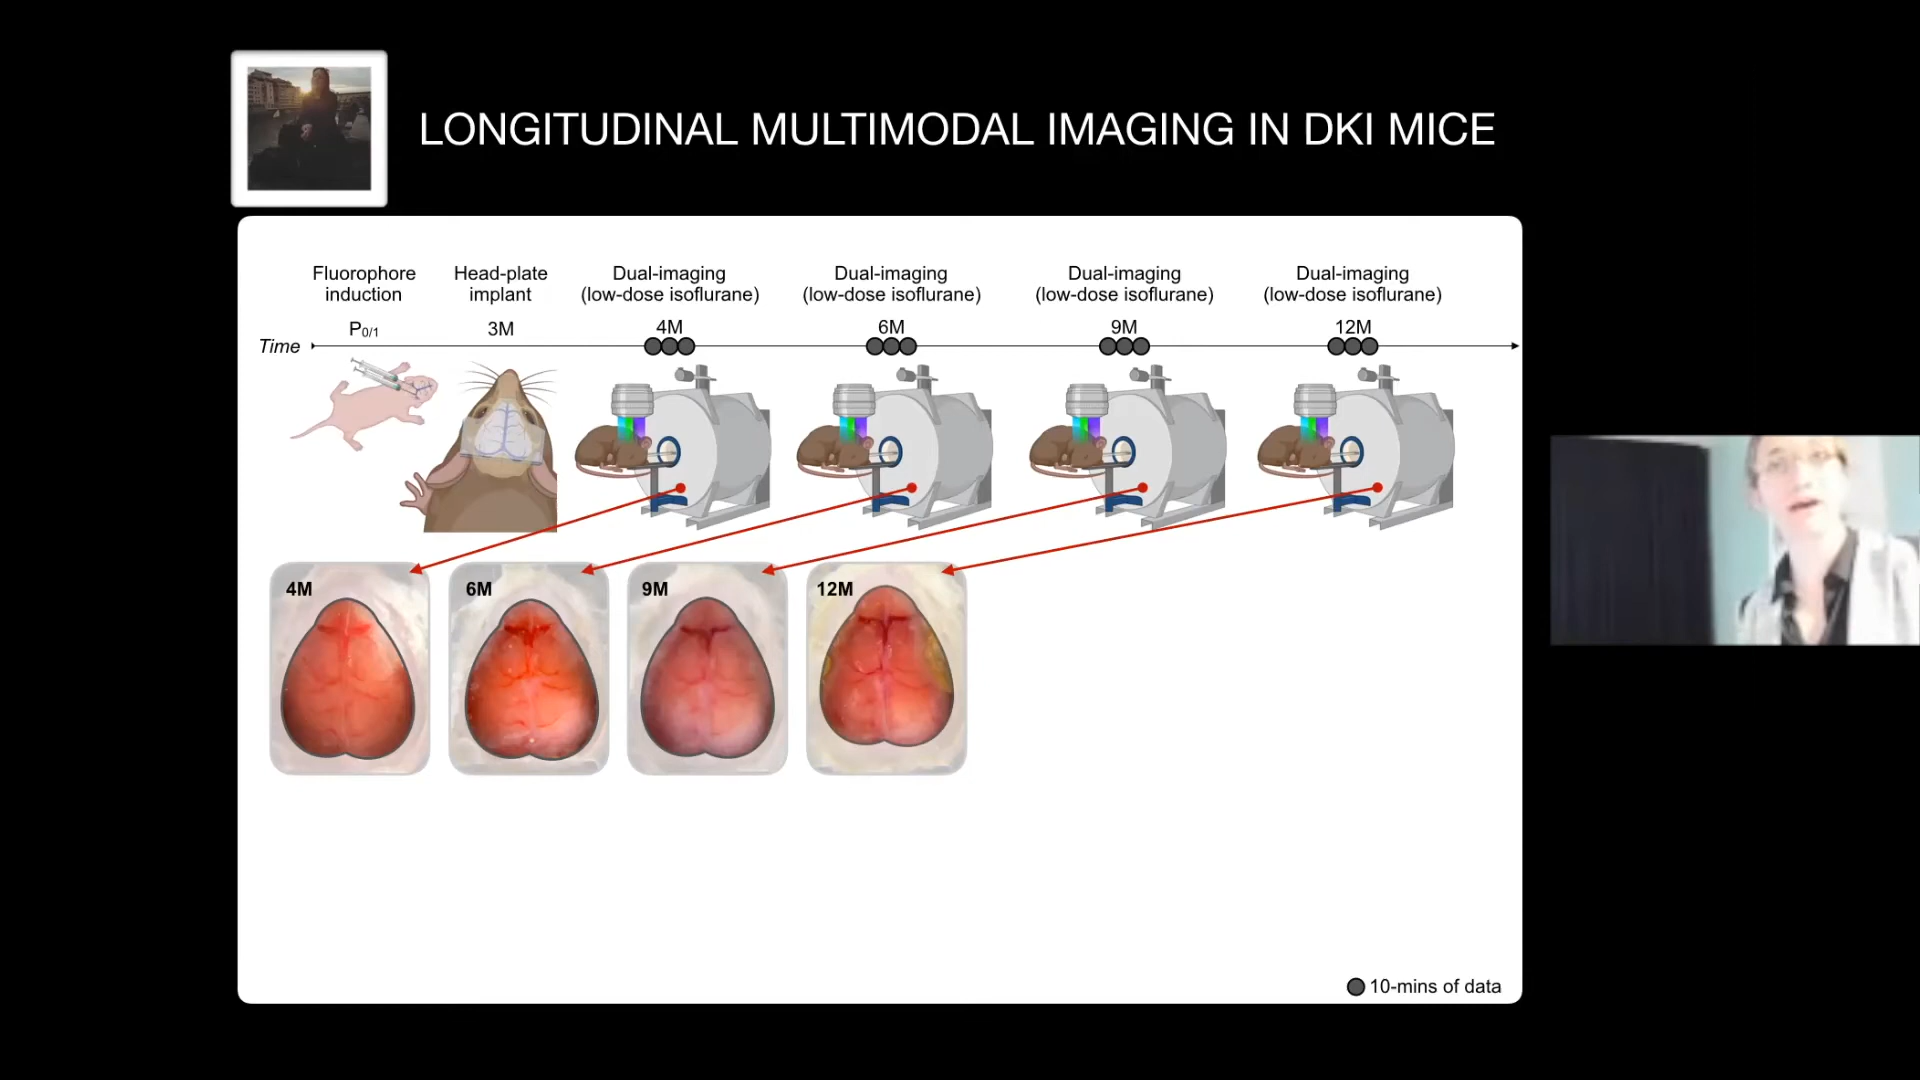 LONGITUDINAL MULTIMODAL IMAGING IN DKI MICE
Fluorophore
induction
Head-plate
implant
Dual-imaging
(low-dose isoflurane)
Dual-imaging
(low-dose isoflurane)
Dual-imaging
(low-dose isoflurane)
Dual-imaging
(low-dose isoflurane)
Time
P0/1
3M
4M
6M
9M
12M
4M
6M
9M
12M
10-mins of data